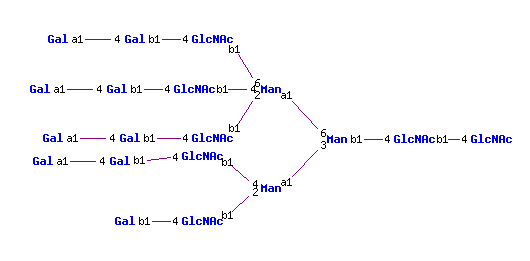 Gal a1 4 Gal b1 4 GlcNAc
b1
Gal a1 4 Gal b1 4 GlcNAc b1 4 Man
6
2
a1
b1
Gal a1 4 Gal b1 4 GlcNAc
6
3
Man b1 4 GlcNAc b1 4 GlcNAc
Gal a1 4 Gal b1 4 GlcNAc
b1
4
2
Man a1
b1
Gal b1 4 GlcNAc